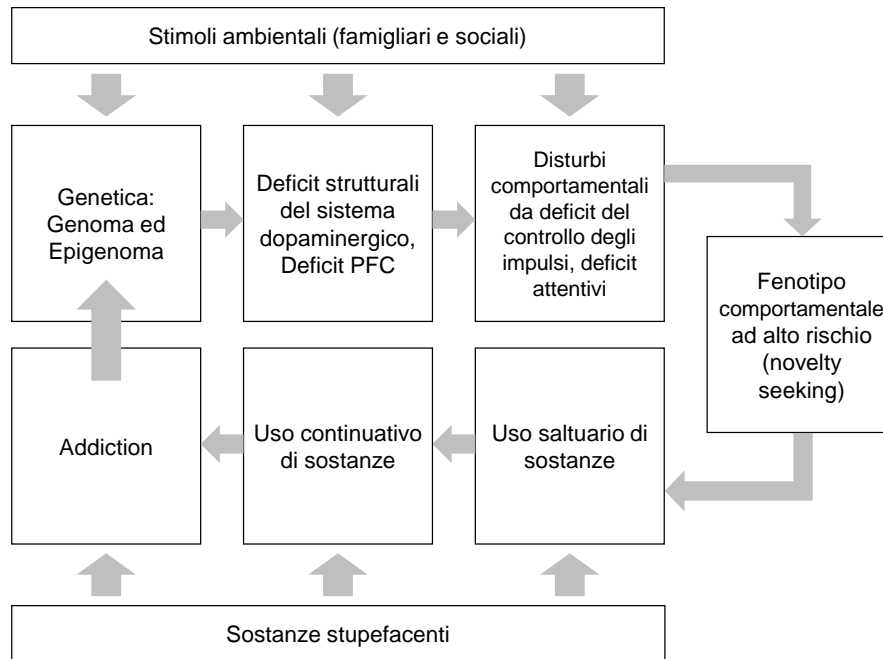 Stimoli ambientali (famigliari e sociali)
Genetica:
Genoma ed
Epigenoma
Deficit strutturali
del sistema
dopaminergico,
Deficit PFC
Disturbi
comportamentali
da deficit del
controllo degli
impulsi, deficit
attentivi
Fenotipo
comportamentale
ad alto rischio
(novelty
seeking)
Addiction
Uso continuativo
di sostanze
Uso saltuario di
sostanze
Sostanze stupefacenti